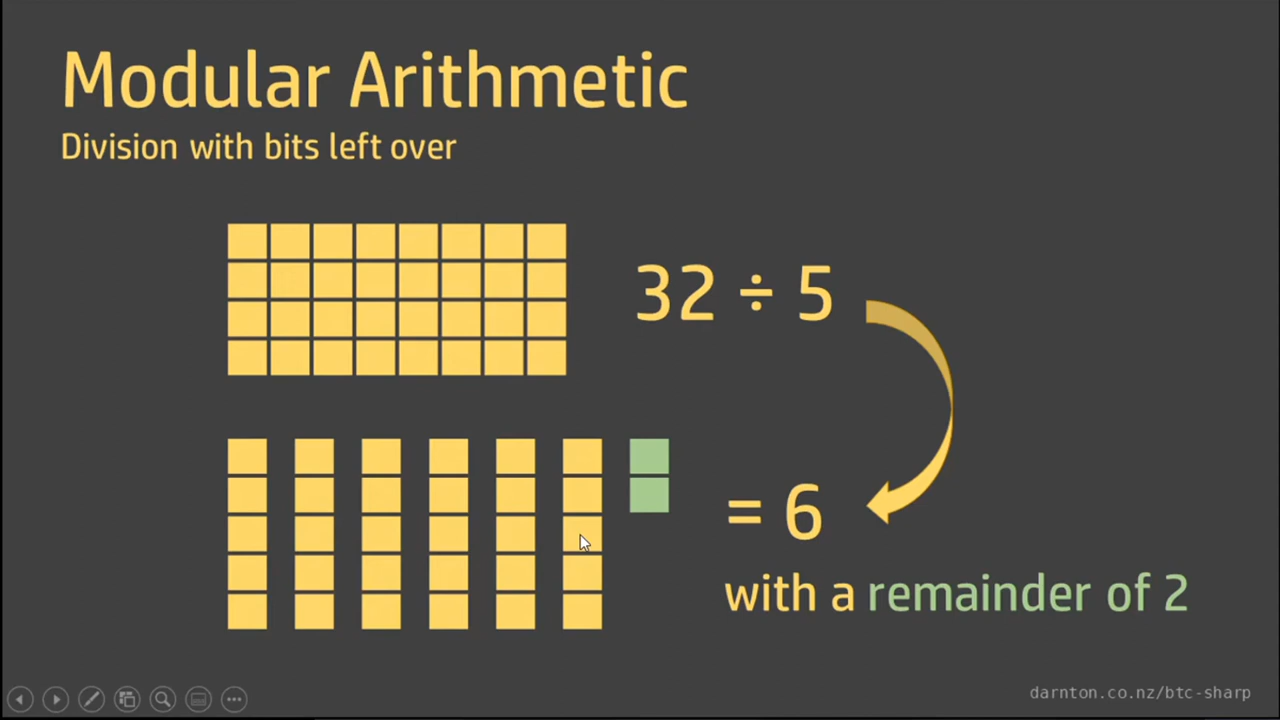 Modular Arithmetic
Division with bits left over
32 ÷ 5
= 6
with a remainder of 2
darnton.co.nz/btc-sharp